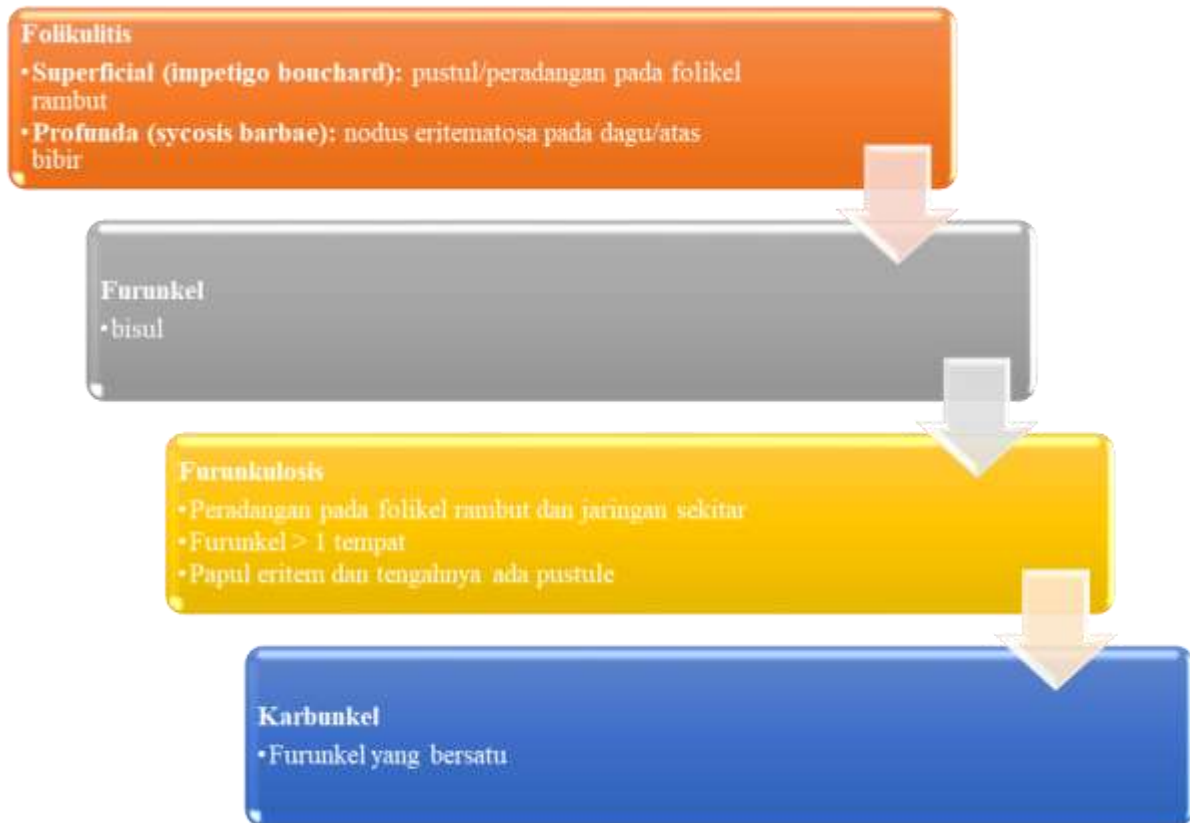 Folikulitis
•Superficial (impetigo bouchard): pustul/peradangan pada folikel
rambut
•Profunda (sycosis barbae): nodus eritematosa pada dagu/atas
bibir
Furunkel
•bisul
Furunkulosis
•Peradangan pada folikel rambut dan jaringan sekitar
•Furunkel > 1 tempat
•Papul eritem dan tengahnya ada pustule
Karbunkel
•Furunkel yang bersatu